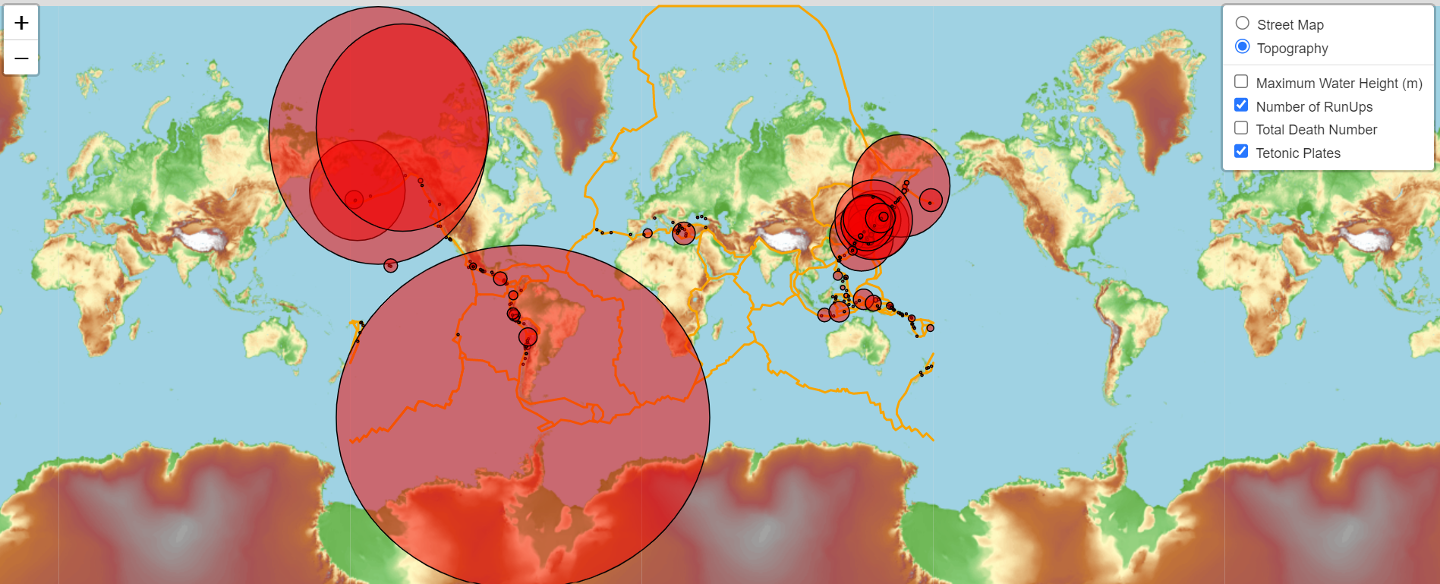 +
−
Street Map
Topography
Maximum Water Height (m)
Number of RunUps
Total Death Number
Tetonic Plates